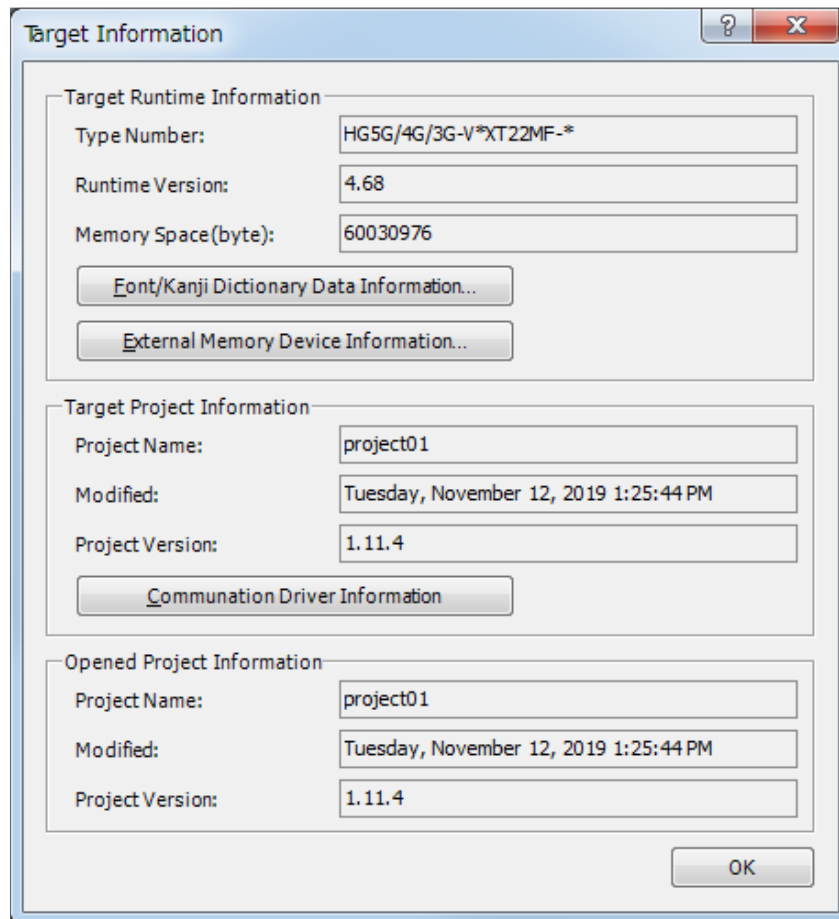 Target Information
Target Runtime Information
Type Number: HG5G/4G/3G-V*XT22MF-*
Runtime Version: 4.68
Memory Space(byte): 60030976
Font/Kanji Dictionary Data Information...
External Memory Device Information...
Target Project Information
Project Name: project01
Modified: Tuesday, November 12, 2019 1:25:44 PM
Project Version: 1.11.4
Communation Driver Information
Opened Project Information
Project Name: project01
Modified: Tuesday, November 12, 2019 1:25:44 PM
Project Version: 1.11.4
OK